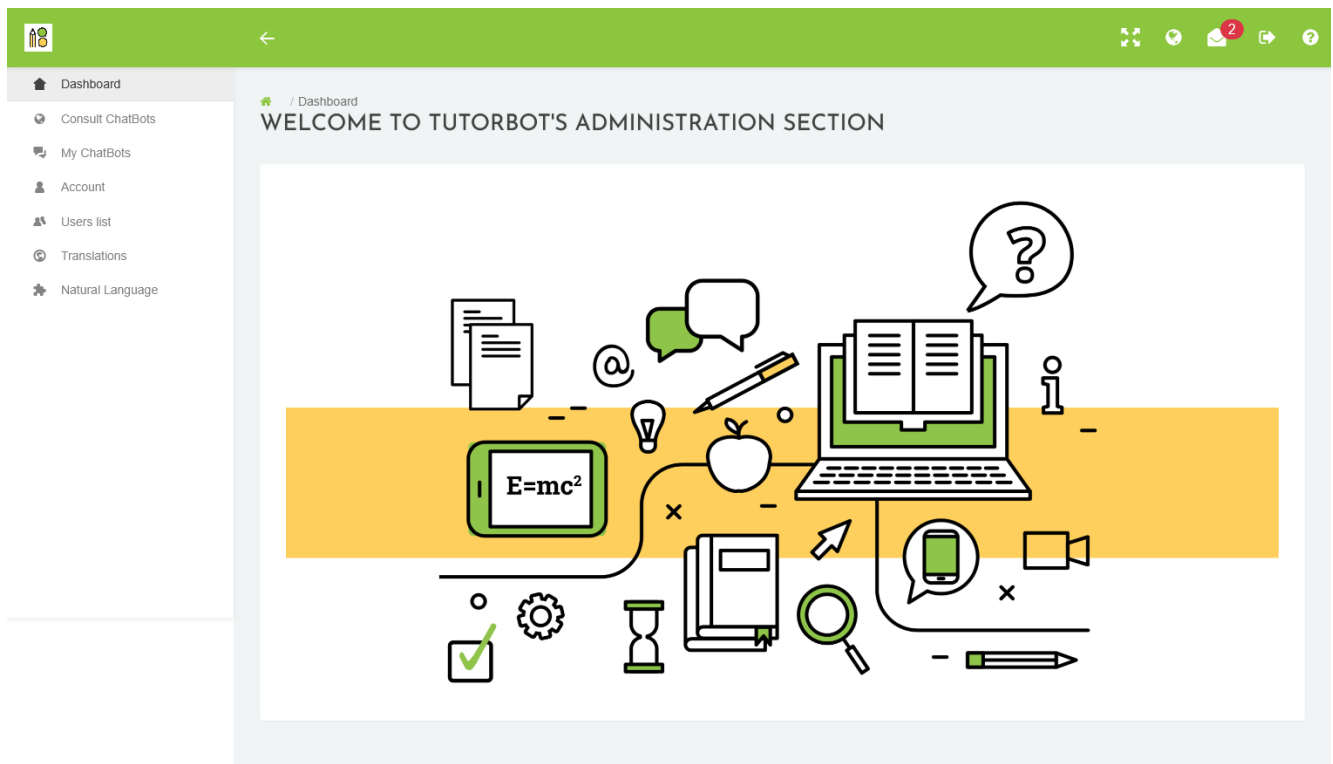 2
Dashboard
Consult ChatBots
My ChatBots
Account
Users list
Translations
Natural Language
/ Dashboard
WELCOME TO TUTORBOT'S ADMINISTRATION SECTION
?
@
i
E=mc²